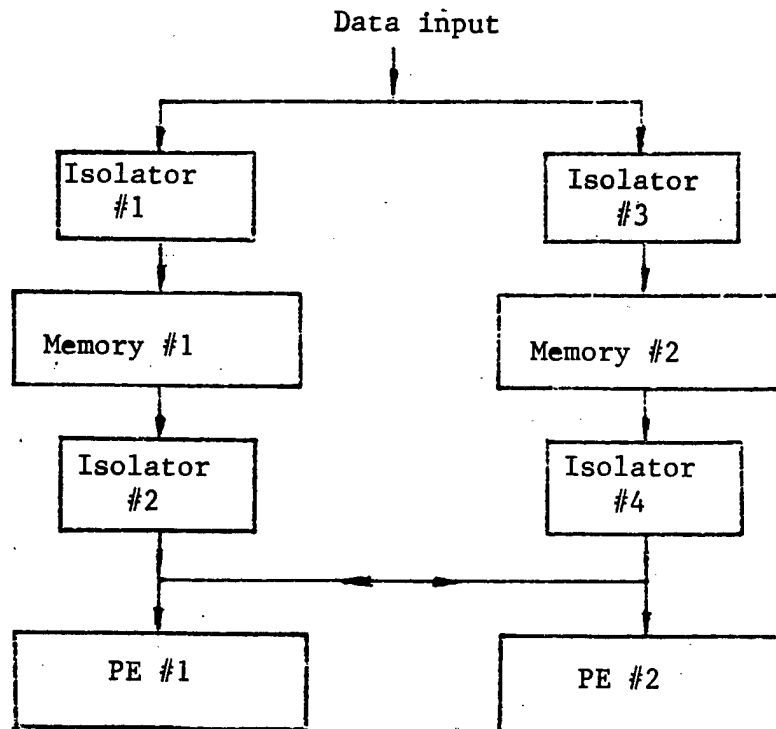 Data input
Isolator
#1
Isolator
#3
Memory #1
Memory #2
Isolator
#2
Isolator
#4
PE #1
PE #2